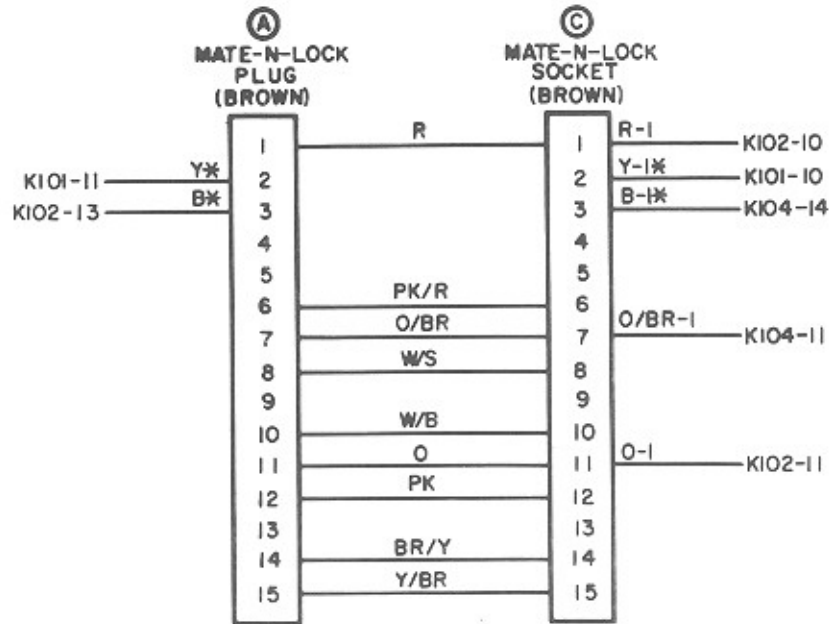 A C
MATE-N-LOCK PLUG (BROWN) MATE-N-LOCK SOCKET (BROWN)
1 R 1 R-1 K102-10
K101-11 Y* 2 2 Y-1* K101-10
K102-13 B* 3 3 B-1* K104-14
4 4
5 5
6 PK/R 6
7 O/BR 7 O/BR-1 K104-11
8 W/S 8
9 9
10 W/B 10
11 O 11 O-1 K102-11
12 PK 12
13 13
14 BR/Y 14
15 Y/BR 15